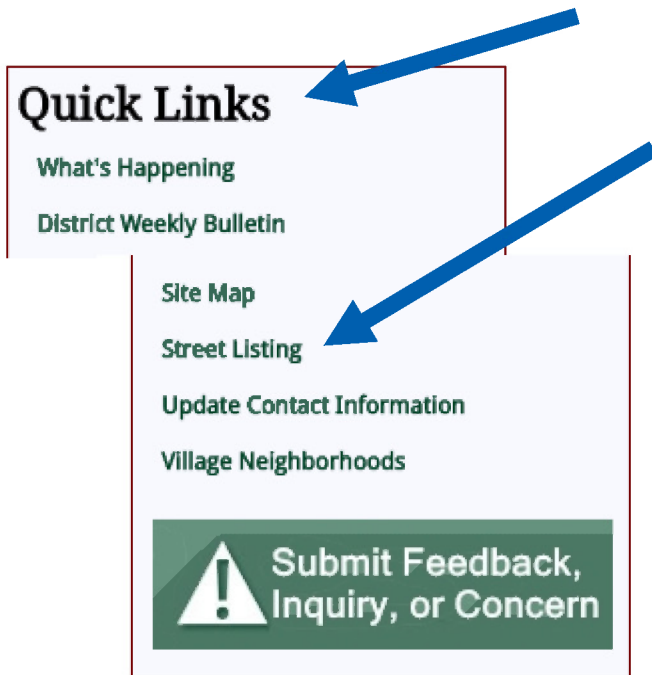 Quick Links
What's Happening
District Weekly Bulletin
Site Map
Street Listing
Update Contact Information
Village Neighborhoods
Submit Feedback,
Inquiry, or Concern